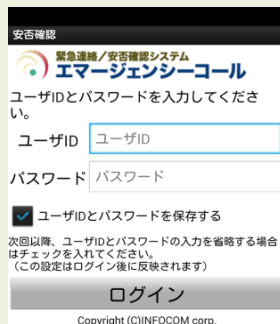 安否確認
緊急連絡／安否確認システム
エマージェンシーコール
ユーザIDとパスワードを入力してくださ
い。
ユーザID ユーザID
パスワード パスワード
ユーザIDとパスワードを保存する
次回以降、ユーザIDとパスワードの入力を省略する場合
はチェックを入れてください。
（この設定はログイン後に反映されます）
ログイン
Copyright (C)INFOCOM corp.